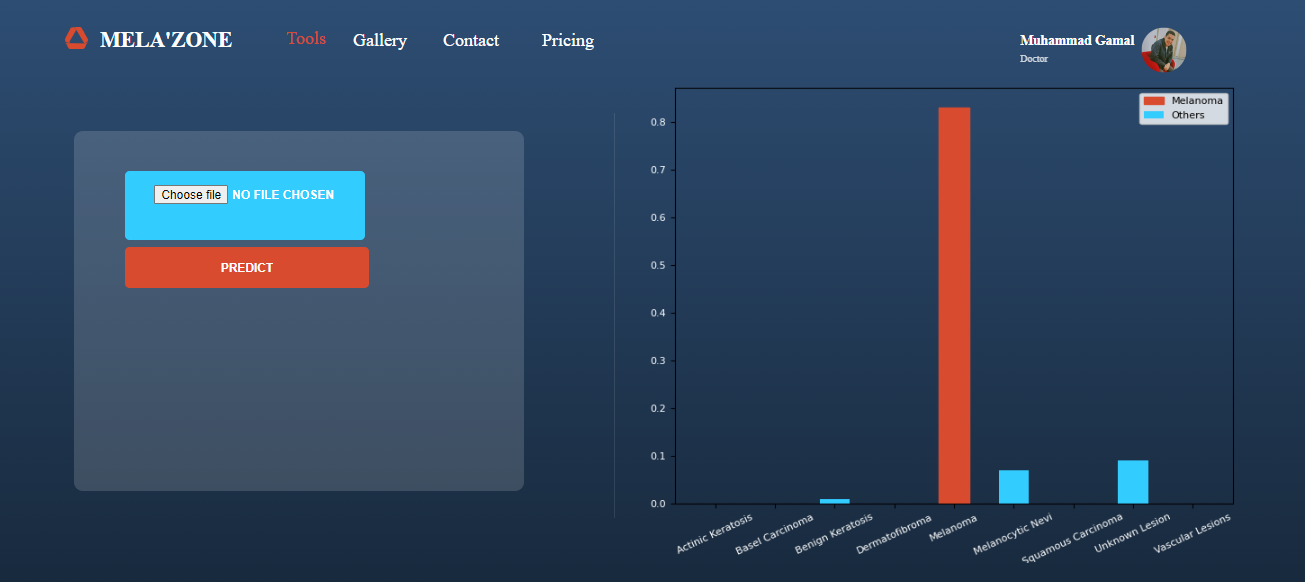 MELA'ZONE
Tools
Gallery
Contact
Pricing
Muhammad Gamal
Doctor
Choose file NO FILE CHOSEN
PREDICT
Melanoma
Others
0.8
0.7
0.6
0.5
0.4
0.3
0.2
0.1
0.0
Actinic Keratosis
Basel Carcinoma
Benign Keratosis
Dermatofibroma
Melanoma
Melanocytic Nevi
Squamous Carcinoma
Unknown Lesion
Vascular Lesions